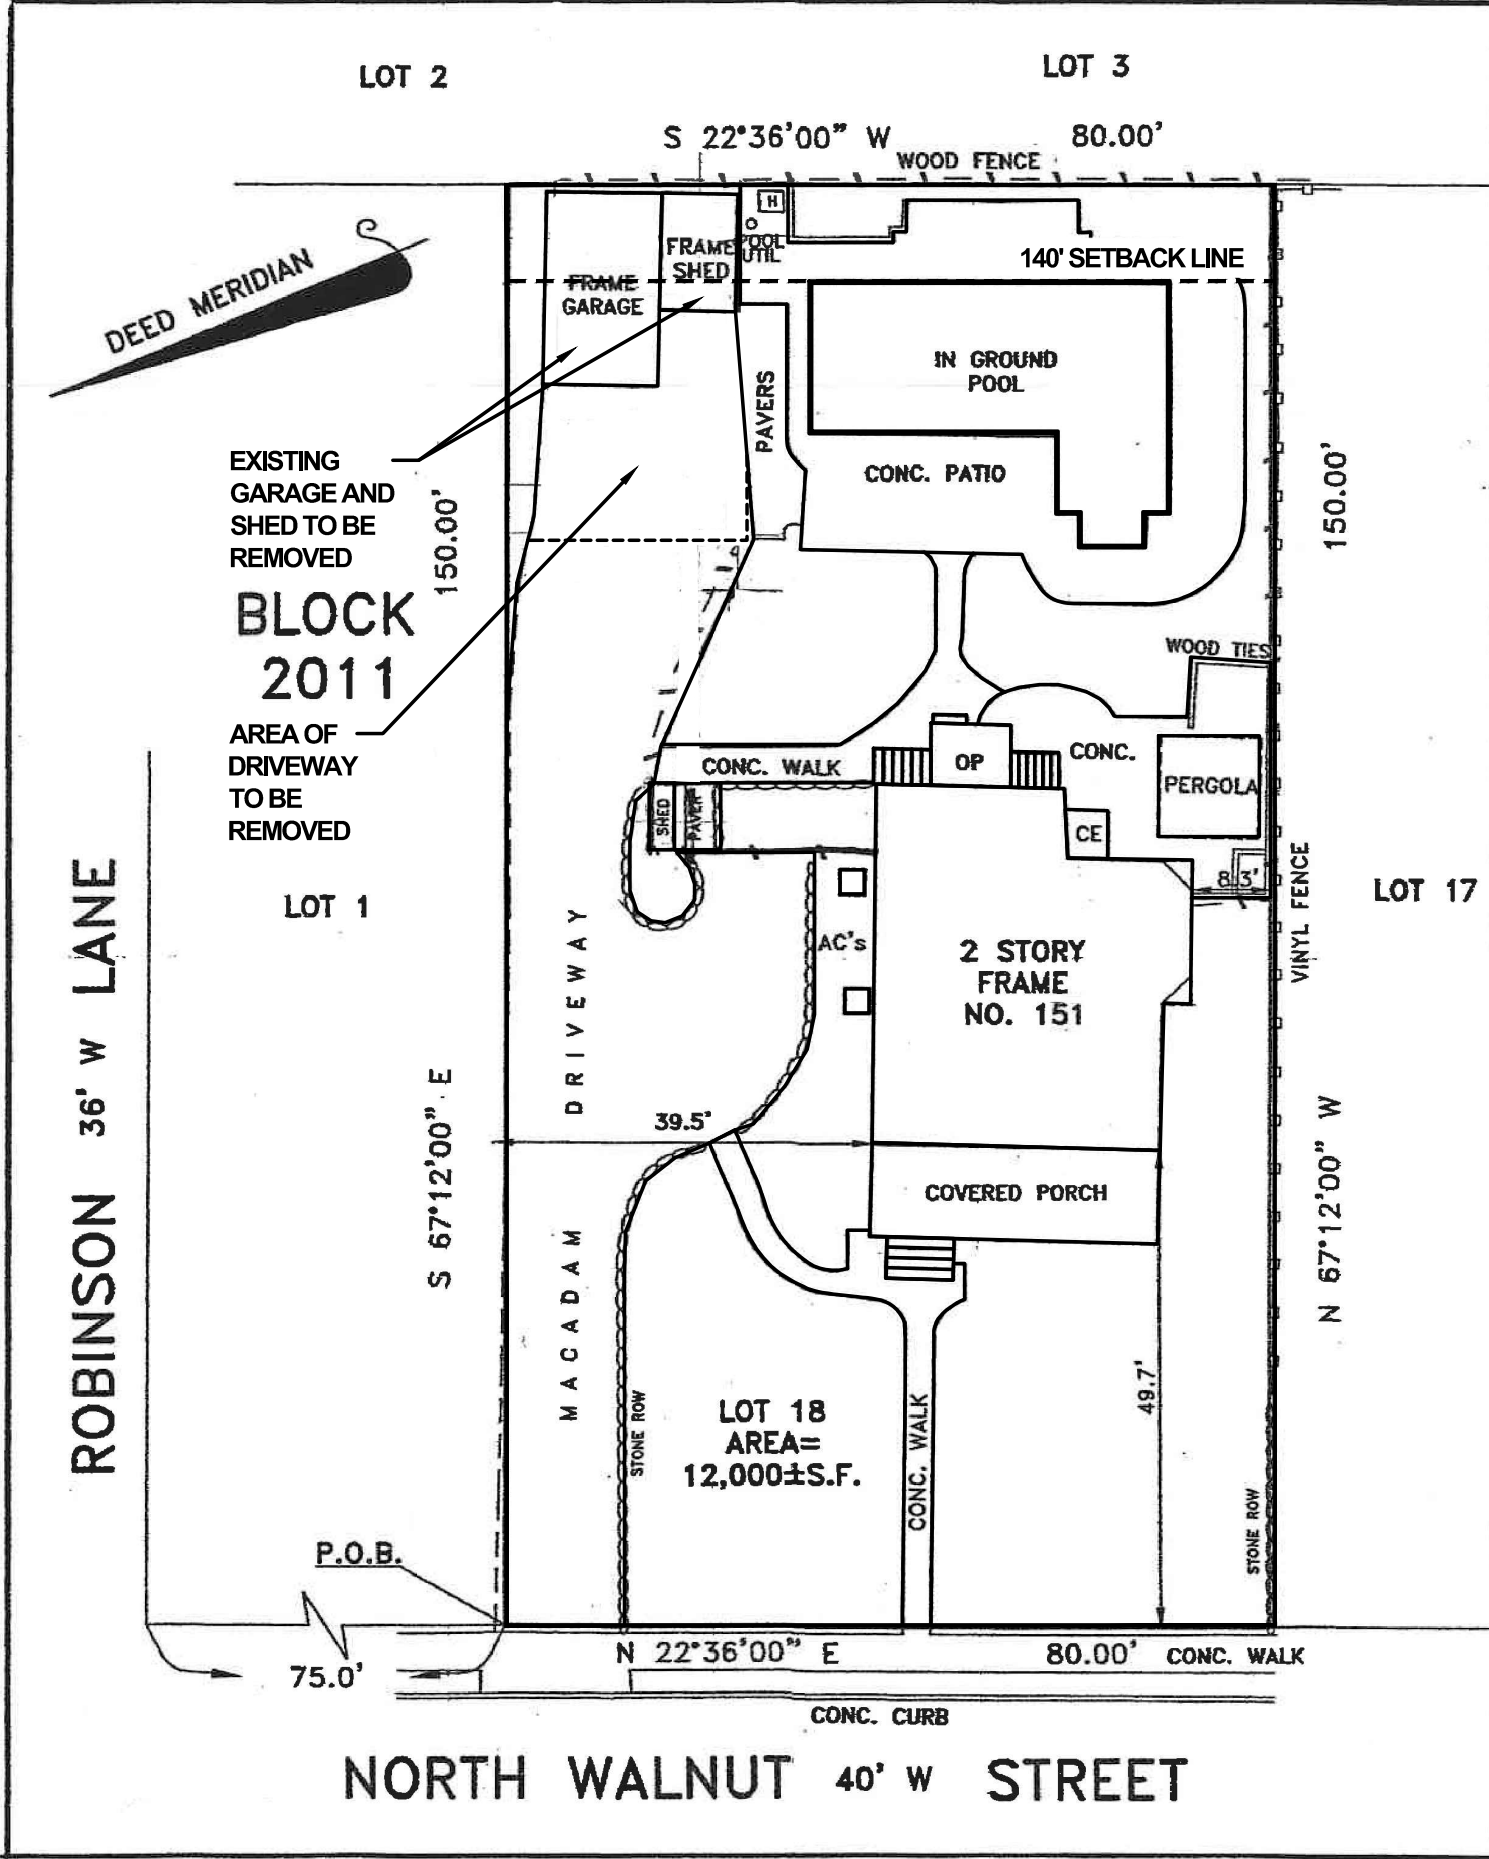 LOT 2
LOT 3
S 22°36'00" W
80.00'
WOOD FENCE
H
POOL
UTIL
FRAME
SHED
140' SETBACK LINE
DEED MERIDIAN
FRAME
GARAGE
IN GROUND
POOL
PAVERS
CONC. PATIO
EXISTING
GARAGE AND
SHED TO BE
REMOVED
150.00'
150.00'
BLOCK
2011
WOOD TIES
AREA OF
DRIVEWAY
TO BE
REMOVED
CONC. WALK
OP
CONC.
PERGOLA
SHED
PAVER
CE
8.3'
VINYL FENCE
LOT 1
LOT 17
AC's
2 STORY
FRAME
NO. 151
ROBINSON 36' W LANE
MACADAM DRIVEWAY
S 67°12'00" E
39.5'
N 67°12'00" W
COVERED PORCH
49.7'
STONE ROW
LOT 18
AREA=
12,000±S.F.
CONC. WALK
STONE ROW
P.O.B.
75.0'
N 22°36'00" E
80.00'
CONC. WALK
CONC. CURB
NORTH WALNUT 40' W STREET